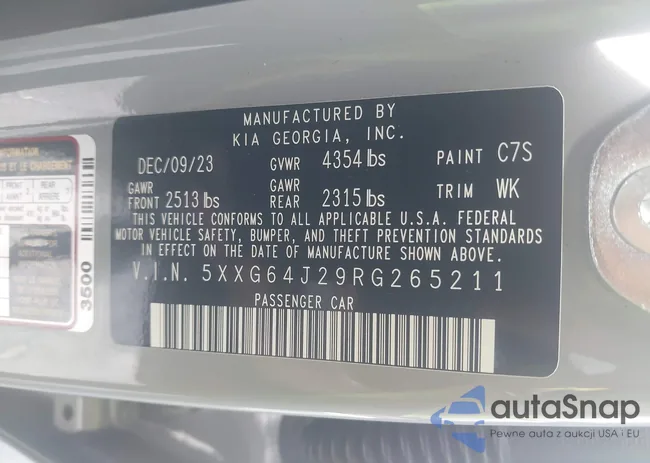 MANUFACTURED BY
KIA GEORGIA, INC.
DEC/09/23 GVWR 4354 lbs PAINT C7S
GAWR FRONT 2513 lbs GAWR REAR 2315 lbs TRIM WK
THIS VEHICLE CONFORMS TO ALL APPLICABLE U.S.A. FEDERAL
MOTOR VEHICLE SAFETY, BUMPER, AND THEFT PREVENTION STANDARDS
IN EFFECT ON THE DATE OF MANUFACTURE SHOWN ABOVE.
V.I.N. 5XXG64J29RG265211
PASSENGER CAR
REAR
3500
autaSnap
Pewne auta z aukcji USA i EU